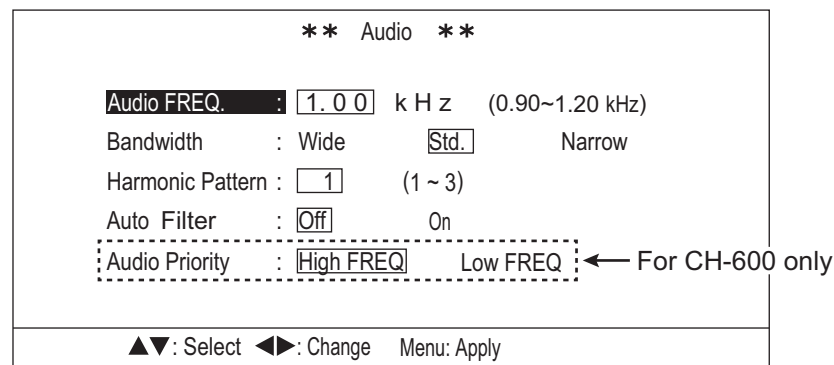 ** Audio **
Audio FREQ. : 1.00 kHz (0.90~1.20 kHz)
Bandwidth : Wide Std. Narrow
Harmonic Pattern : 1 (1 ~ 3)
Auto Filter : Off On
Audio Priority : High FREQ Low FREQ For CH-600 only
▲▼: Select ◀▶: Change Menu: Apply